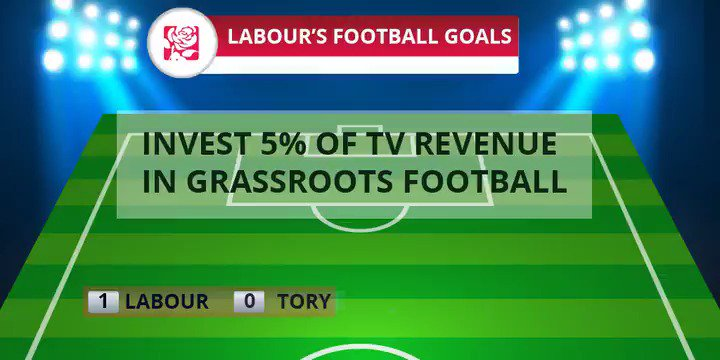 LABOUR'S FOOTBALL GOALS
INVEST 5% OF TV REVENUE
IN GRASSROOTS FOOTBALL
1 LABOUR 0 TORY